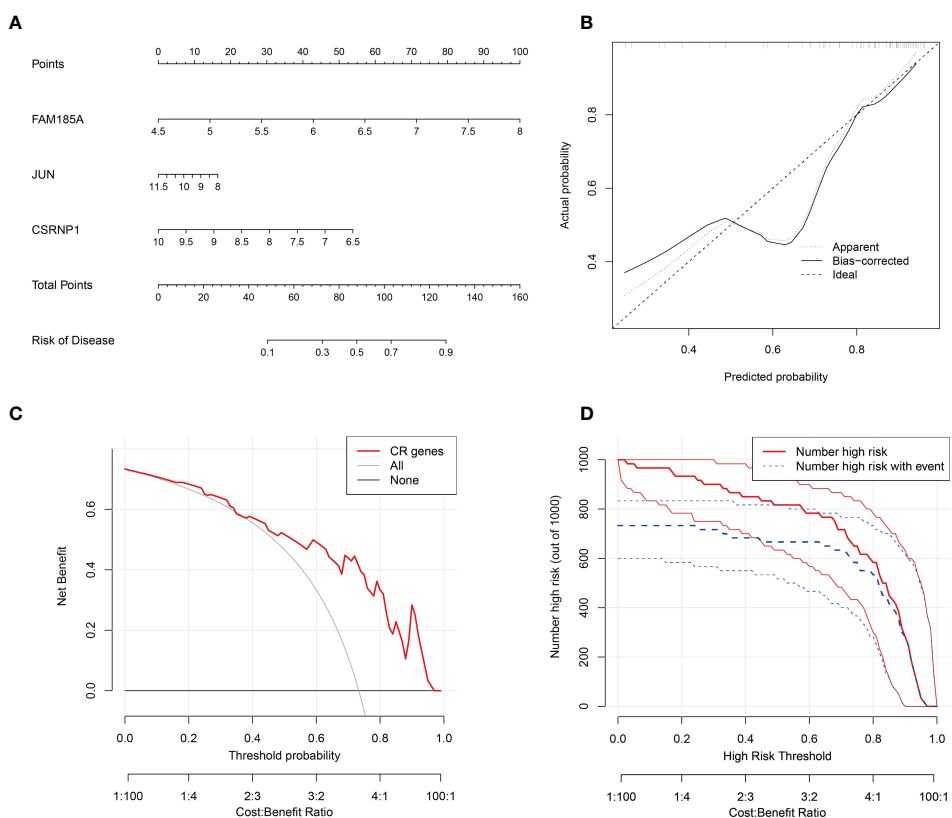 A
0 10 20 30 40 50 60 70 80 90 100
Points
FAM185A
4.5 5 5.5 6 6.5 7 7.5 8
JUN
11.5 10 9 8
CSRNP1
10 9.5 9 8.5 8 7.5 7 6.5
Total Points
0 20 40 60 80 100 120 140 160
Risk of Disease
0.1 0.3 0.5 0.7 0.9
B
Actual probability
0.8
0.6
0.4
Apparent
Bias-corrected
Ideal
0.4 0.6 0.8
Predicted probability
C
Net Benefit
0.6
0.4
0.2
0.0
CR genes
All
None
0.0 0.2 0.4 0.6 0.8 1.0
Threshold probability
1:100 1:4 2:3 3:2 4:1 100:1
Cost:Benefit Ratio
D
Number high risk (out of 1000)
1000
800
600
400
200
0
Number high risk
Number high risk with event
0.0 0.2 0.4 0.6 0.8 1.0
High Risk Threshold
1:100 1:4 2:3 3:2 4:1 100:1
Cost:Benefit Ratio